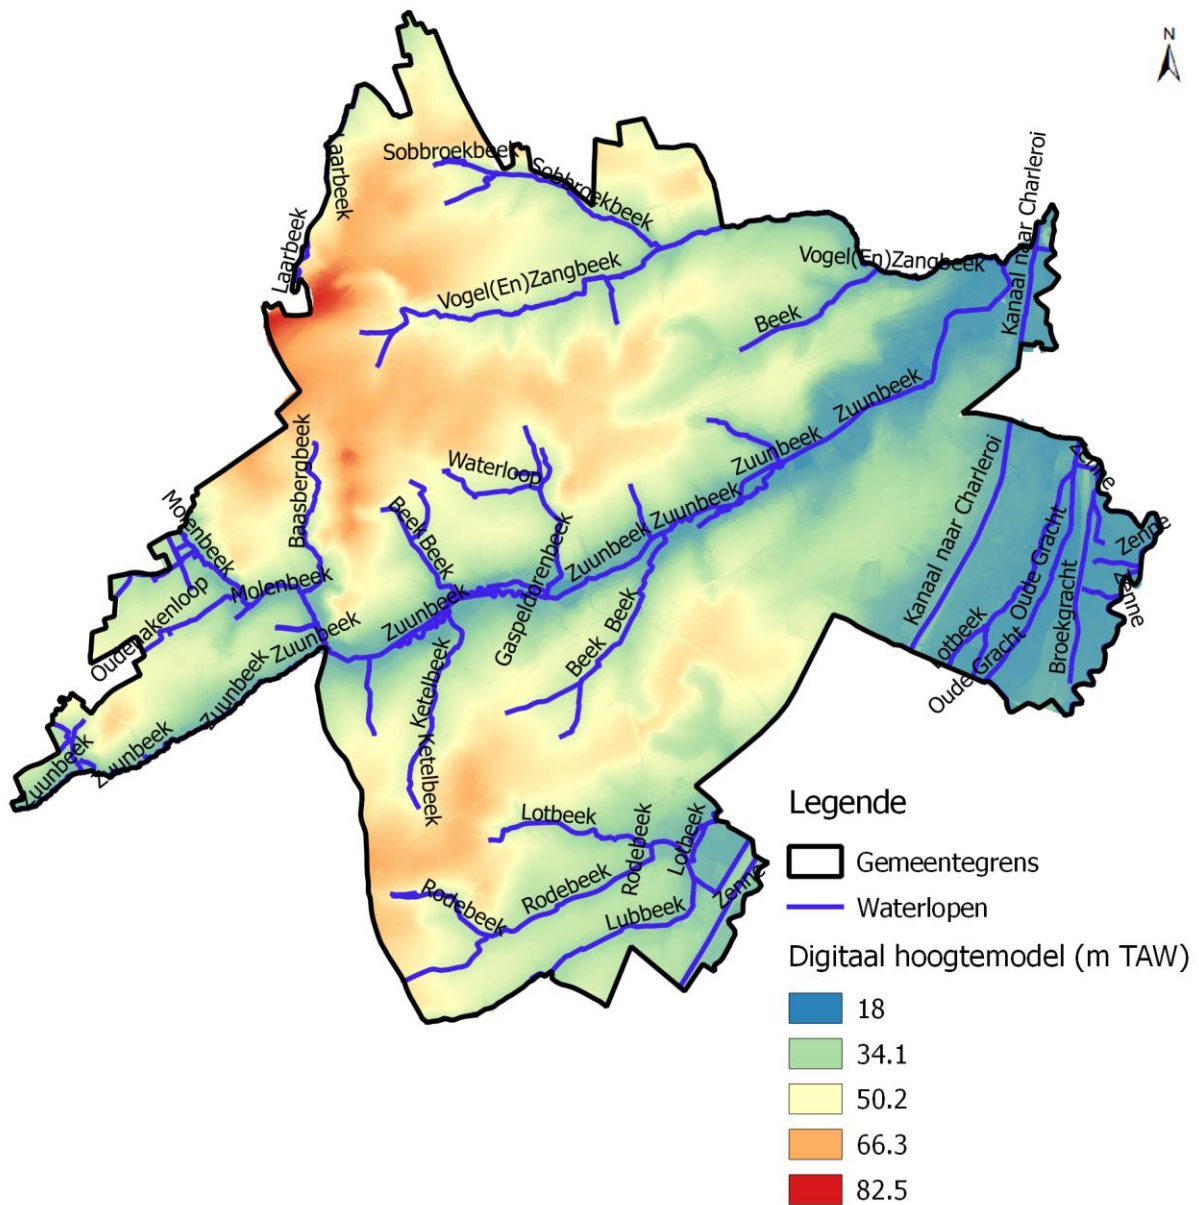 N
Sobbroekbeek
Sobbroekbeek
Laarbeek
Laarbeek
Kanaal naar Charleroi
Vogel(En)Zangbeek
Vogel(En)Zangbeek
Beek
Zuunbeek
Zuunbeek
Baasbergbeek
Waterloop
Zuunbeek
Kanaal naar Charleroi
Zenne
Molenbeek
Beek
Beek
Gaspeldorenbeek
Zuunbeek
Zenne
Oude Gracht
Zenne
Molenbeek
Oudenakenloop
Zuunbeek
Zuunbeek
Beek
Beek
Broekgracht
Lotbeek
Oude Gracht
Zuunbeek
Ketelbeek
Ketelbeek
Zuunbeek
Zuunbeek
Lotbeek
Rodebeek
Lotbeek
Rodebeek
Rodebeek
Lubbeek
Zenne
Legende
Gemeentegrens
Waterlopen
Digitaal hoogtemodel (m TAW)
18
34.1
50.2
66.3
82.5